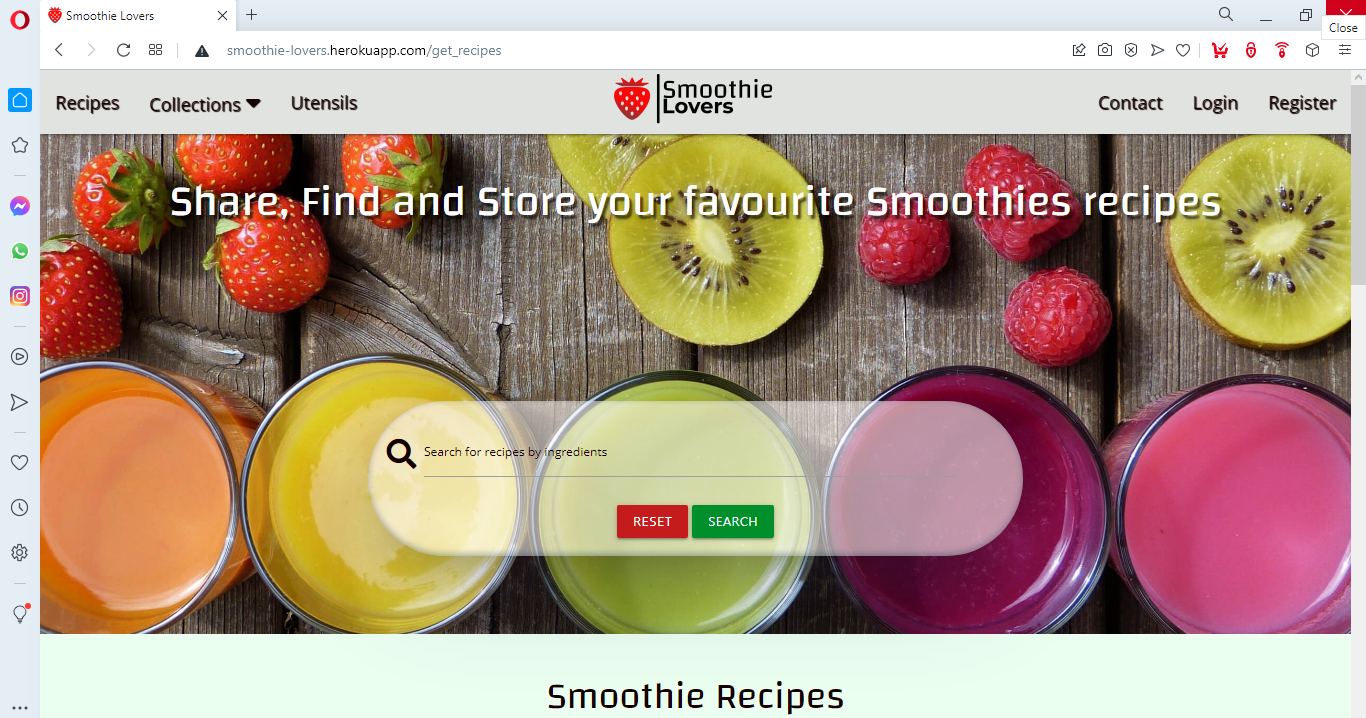 Smoothie Lovers
Close
smoothie-lovers.herokuapp.com/get_recipes
Recipes
Collections
Utensils
Smoothie
Lovers
Contact
Login
Register
Share, Find and Store your favourite Smoothies recipes
Search for recipes by ingredients
RESET
SEARCH
Smoothie Recipes